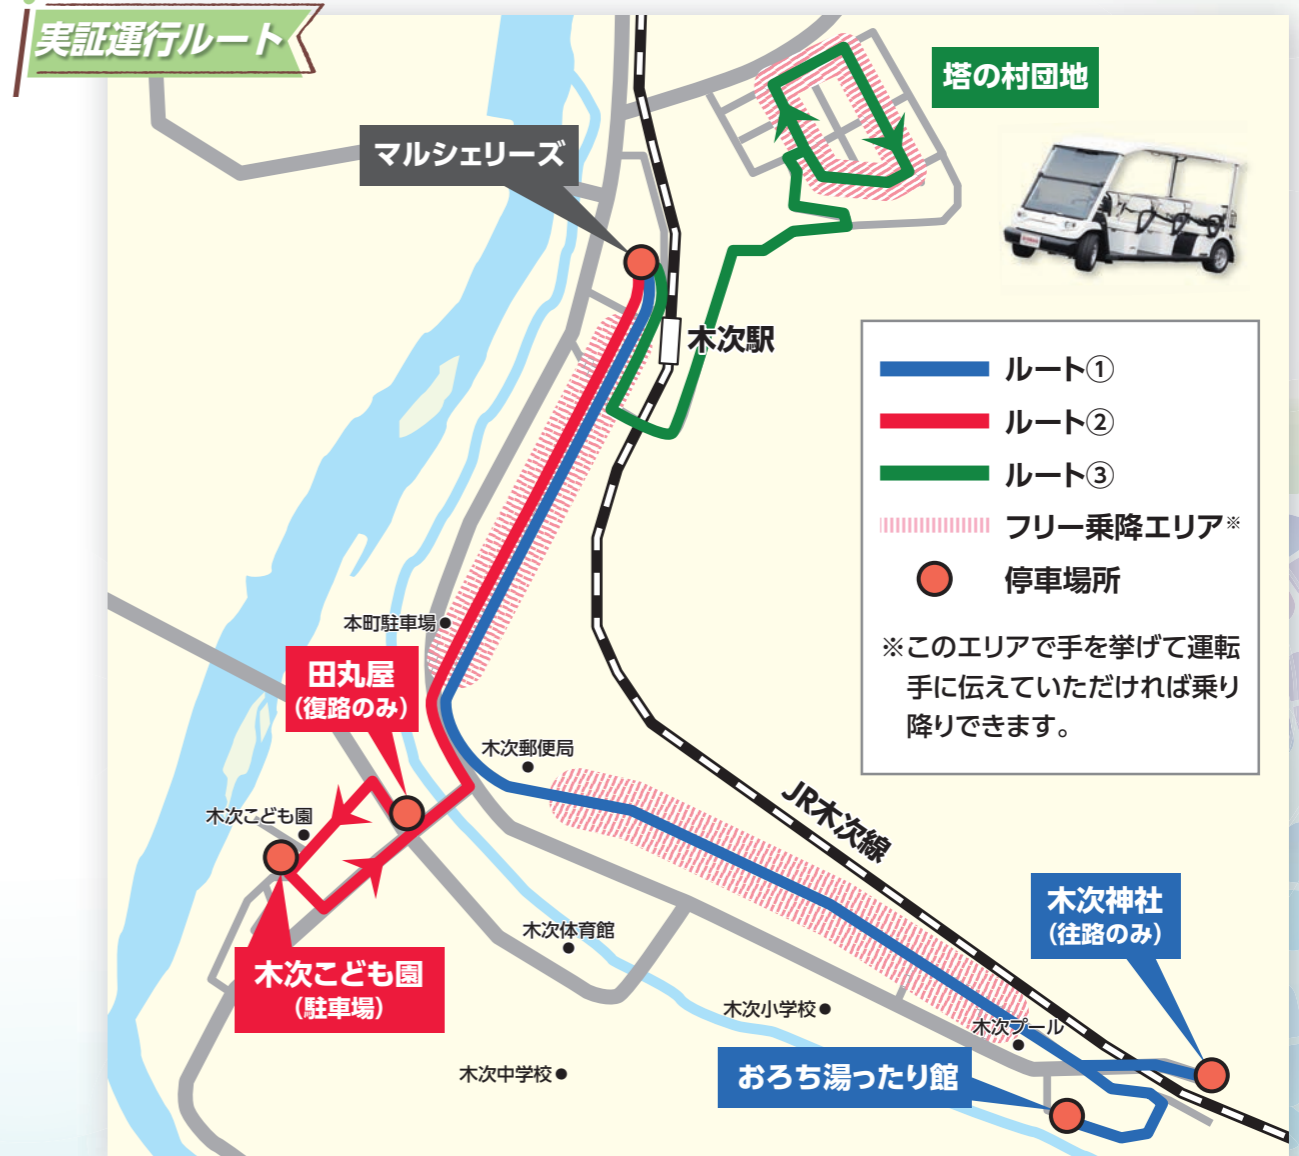 実証運行ルート
塔の村団地
マルシェリーズ
木次駅
ルート①
ルート②
ルート③
フリー乗降エリア※
停車場所
※このエリアで手を挙げて運転
手に伝えていただければ乗り
降りできます。
本町駐車場
田丸屋
(復路のみ)
木次郵便局
JR木次線
木次こども園
木次神社
(往路のみ)
木次体育館
木次こども園
(駐車場)
木次小学校
木次プール
おろち湯ったり館
木次中学校